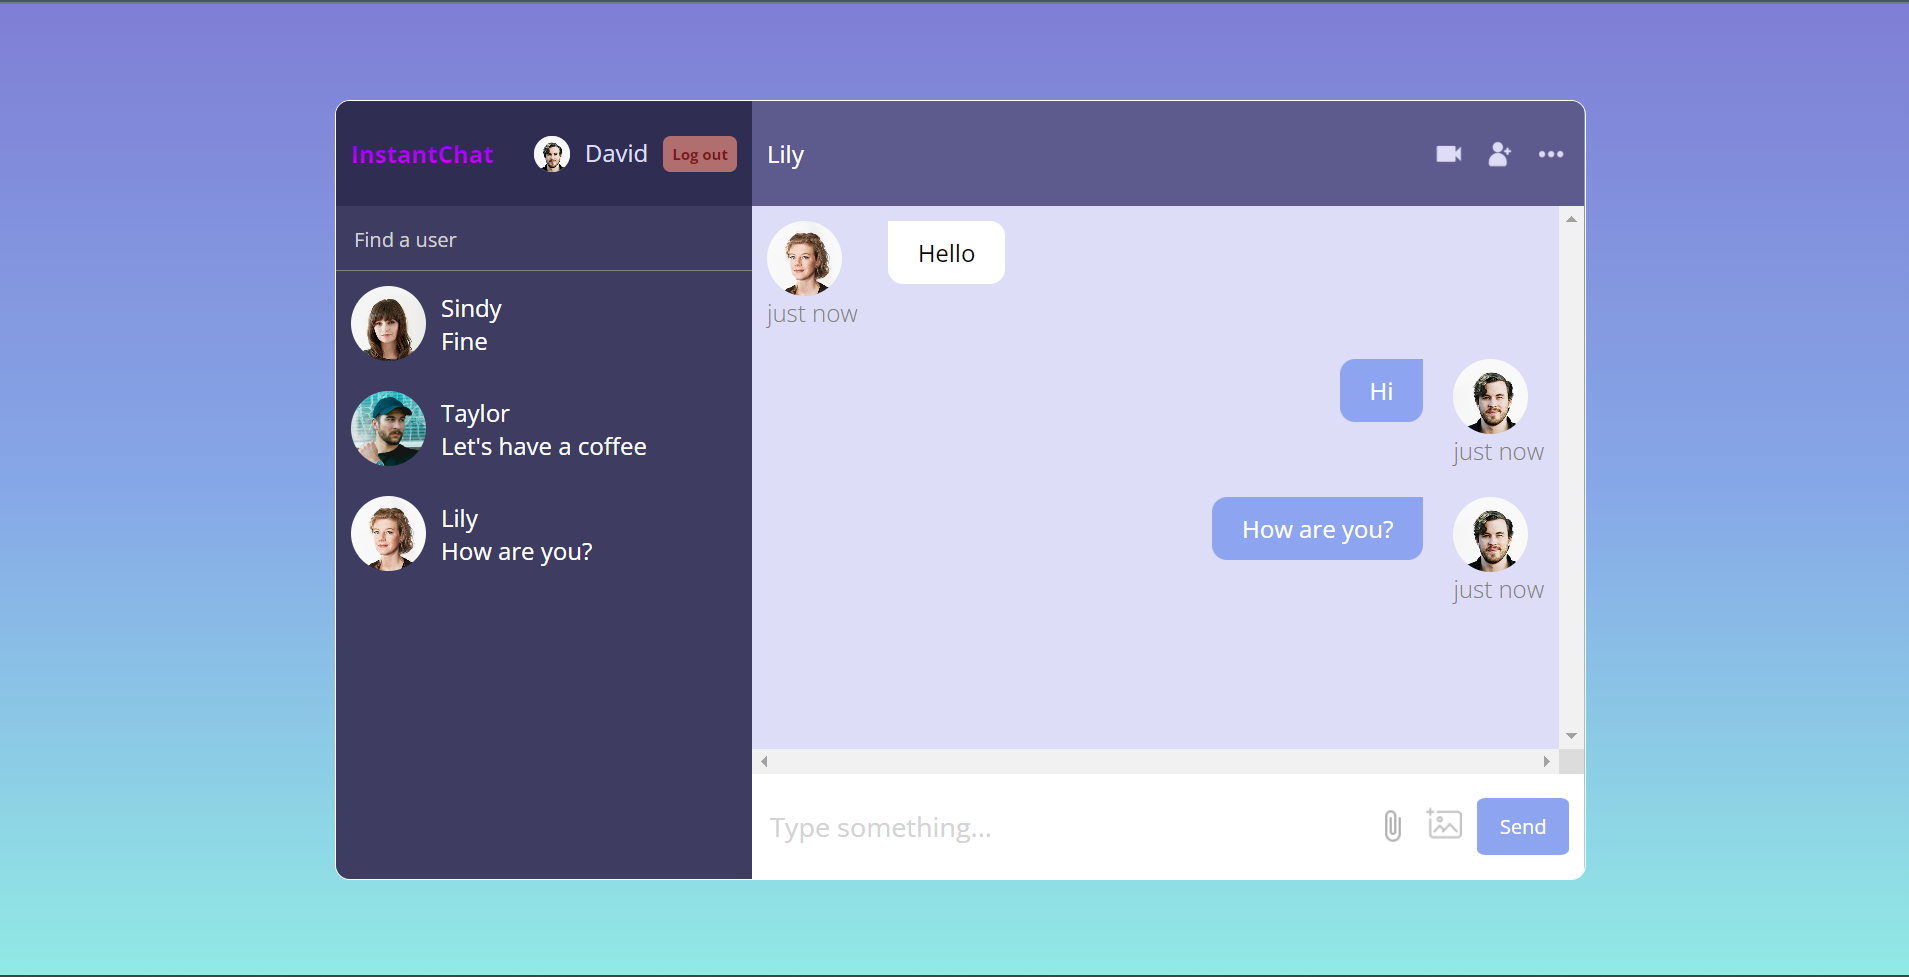 InstantChat
David
Log out
Find a user
Sindy
Fine
Taylor
Let's have a coffee
Lily
How are you?
Lily
Hello
just now
Hi
just now
How are you?
just now
Type something...
Send